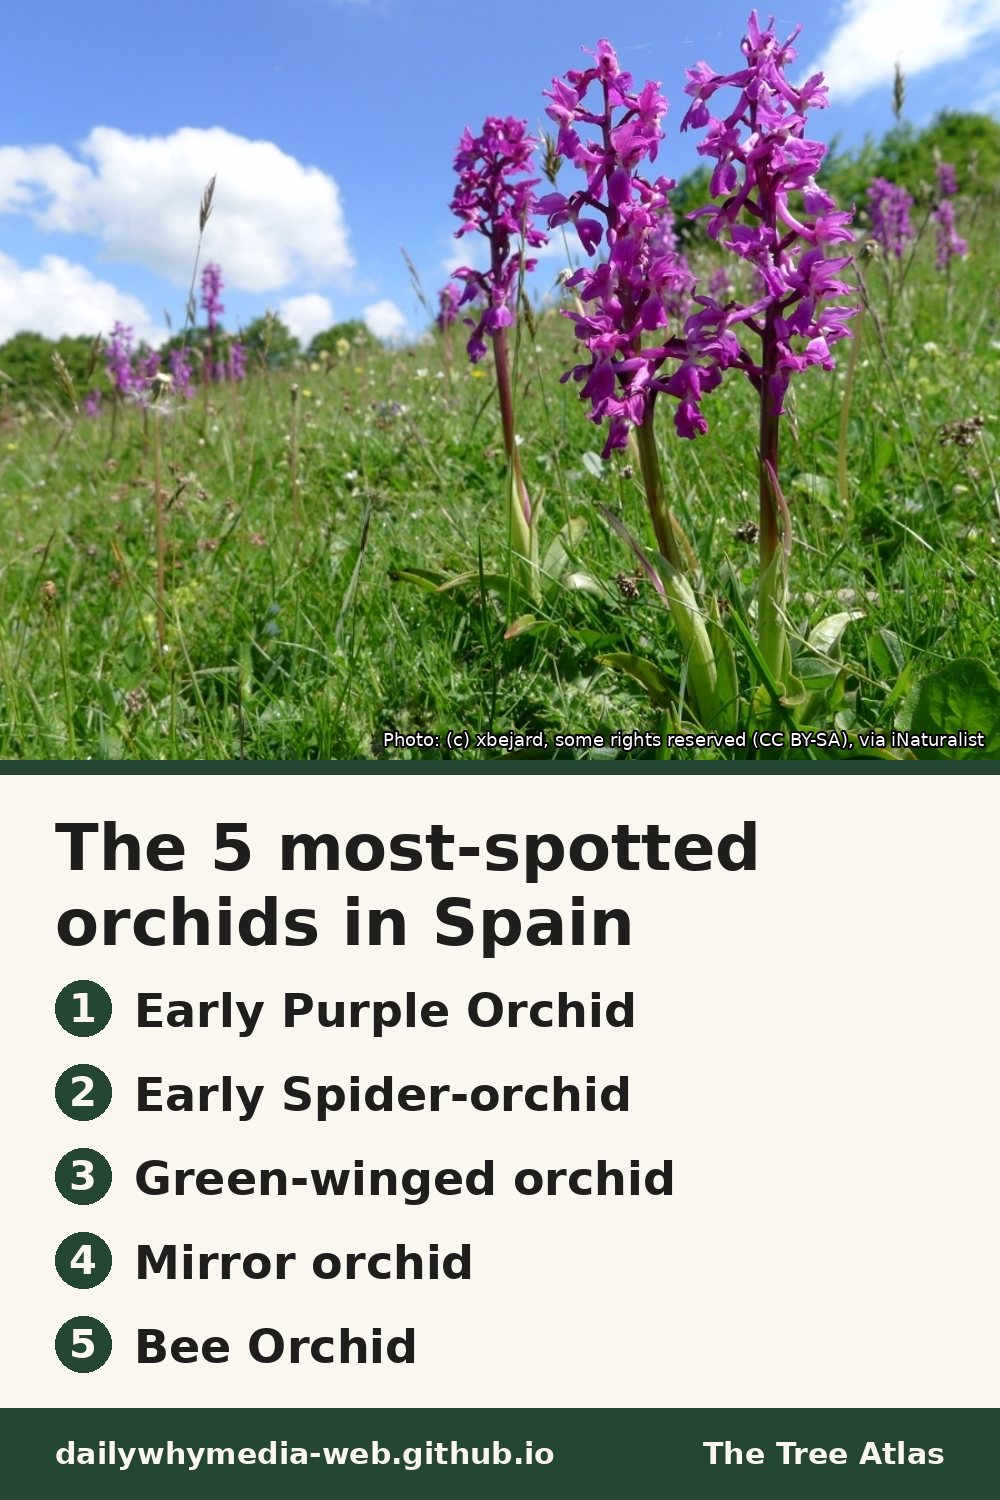 Photo: (c) xbejard, some rights reserved (CC BY-SA), via iNaturalist
The 5 most-spotted
orchids in Spain
1 Early Purple Orchid
2 Early Spider-orchid
3 Green-winged orchid
4 Mirror orchid
5 Bee Orchid
dailywhymedia-web.github.io The Tree Atlas